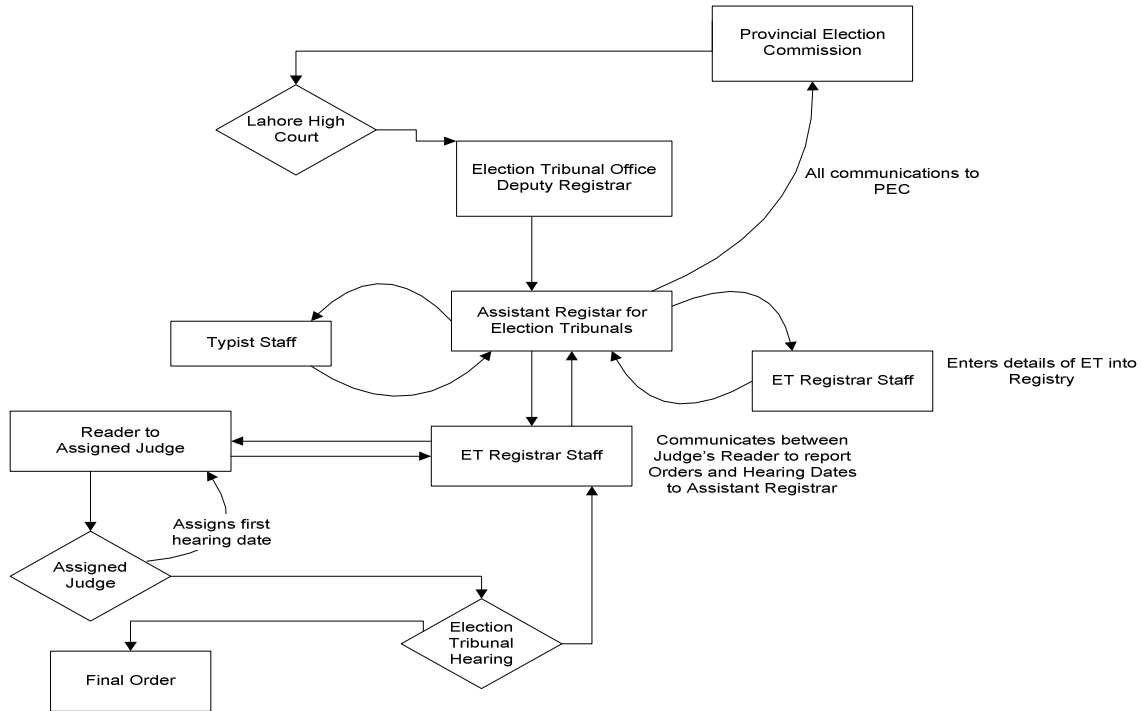 Provincial Election
Commission
Lahore High
Court
Election Tribunal Office
Deputy Registrar
All communications to
PEC
Assistant Registar for
Election Tribunals
Typist Staff
ET Registrar Staff
Enters details of ET into
Registry
Reader to
Assigned Judge
ET Registrar Staff
Communicates between
Judge's Reader to report
Orders and Hearing Dates
to Assistant Registrar
Assigns first
hearing date
Assigned
Judge
Election
Tribunal
Hearing
Final Order